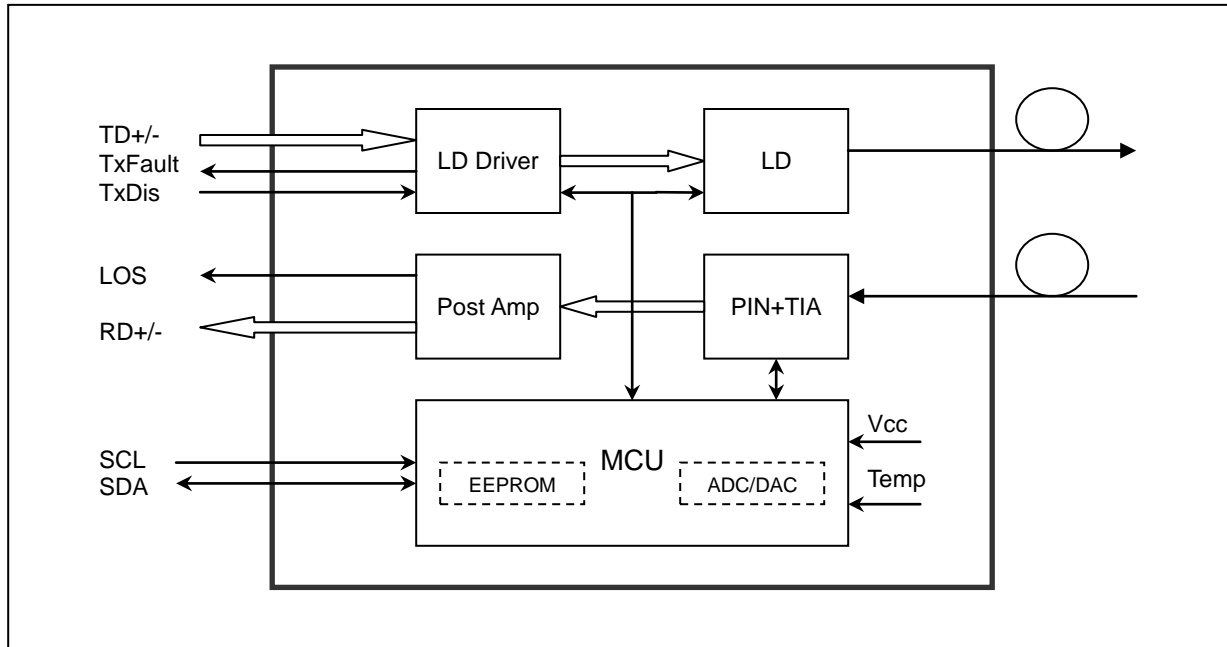 TD+/-
TxFault
TxDis
LD Driver
LD
LOS
RD+/-
Post Amp
PIN+TIA
SCL
SDA
MCU
EEPROM
ADC/DAC
Vcc
Temp